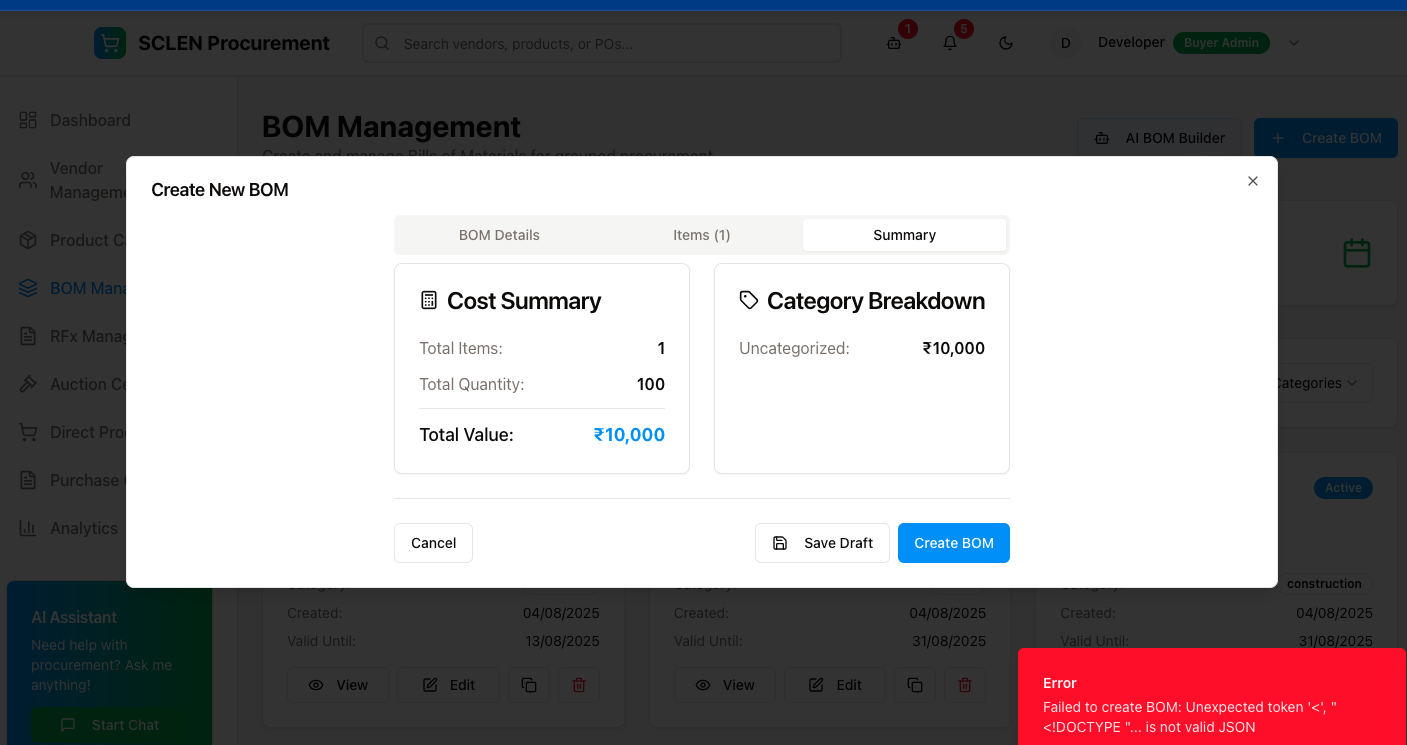 SCLEN Procurement
Search vendors, products, or POs...
1
5
D
Developer
Buyer Admin
Dashboard
Vendor
Manageme
Product C
BOM Mana
RFx Manag
Auction Ce
Direct Pro
Purchase
Analytics
AI Assistant
Need help with
procurement? Ask me
anything!
Start Chat
BOM Management
Create and manage Bills of Materials for grouped procurement
AI BOM Builder
Create BOM
Categories
Active
Create New BOM
BOM Details
Items (1)
Summary
Cost Summary
Total Items:
1
Total Quantity:
100
Total Value:
₹10,000
Category Breakdown
Uncategorized:
₹10,000
Cancel
Save Draft
Create BOM
construction
Created:
04/08/2025
Valid Until:
13/08/2025
View
Edit
Created:
04/08/2025
Valid Until:
31/08/2025
View
Edit
Created:
04/08/2025
Valid Until:
31/08/2025
Error
Failed to create BOM: Unexpected token '<', "
<!DOCTYPE "... is not valid JSON